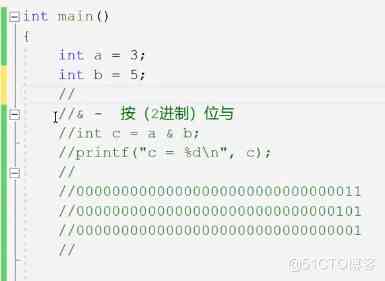 int main()
{
int a = 3;
int b = 5;
//
//& - 按（2进制）位与
//int c = a & b;
//printf("c = %d\n", c);
//
//00000000000000000000000000000011
//00000000000000000000000000000101
//00000000000000000000000000000001
//
@51CTO博客